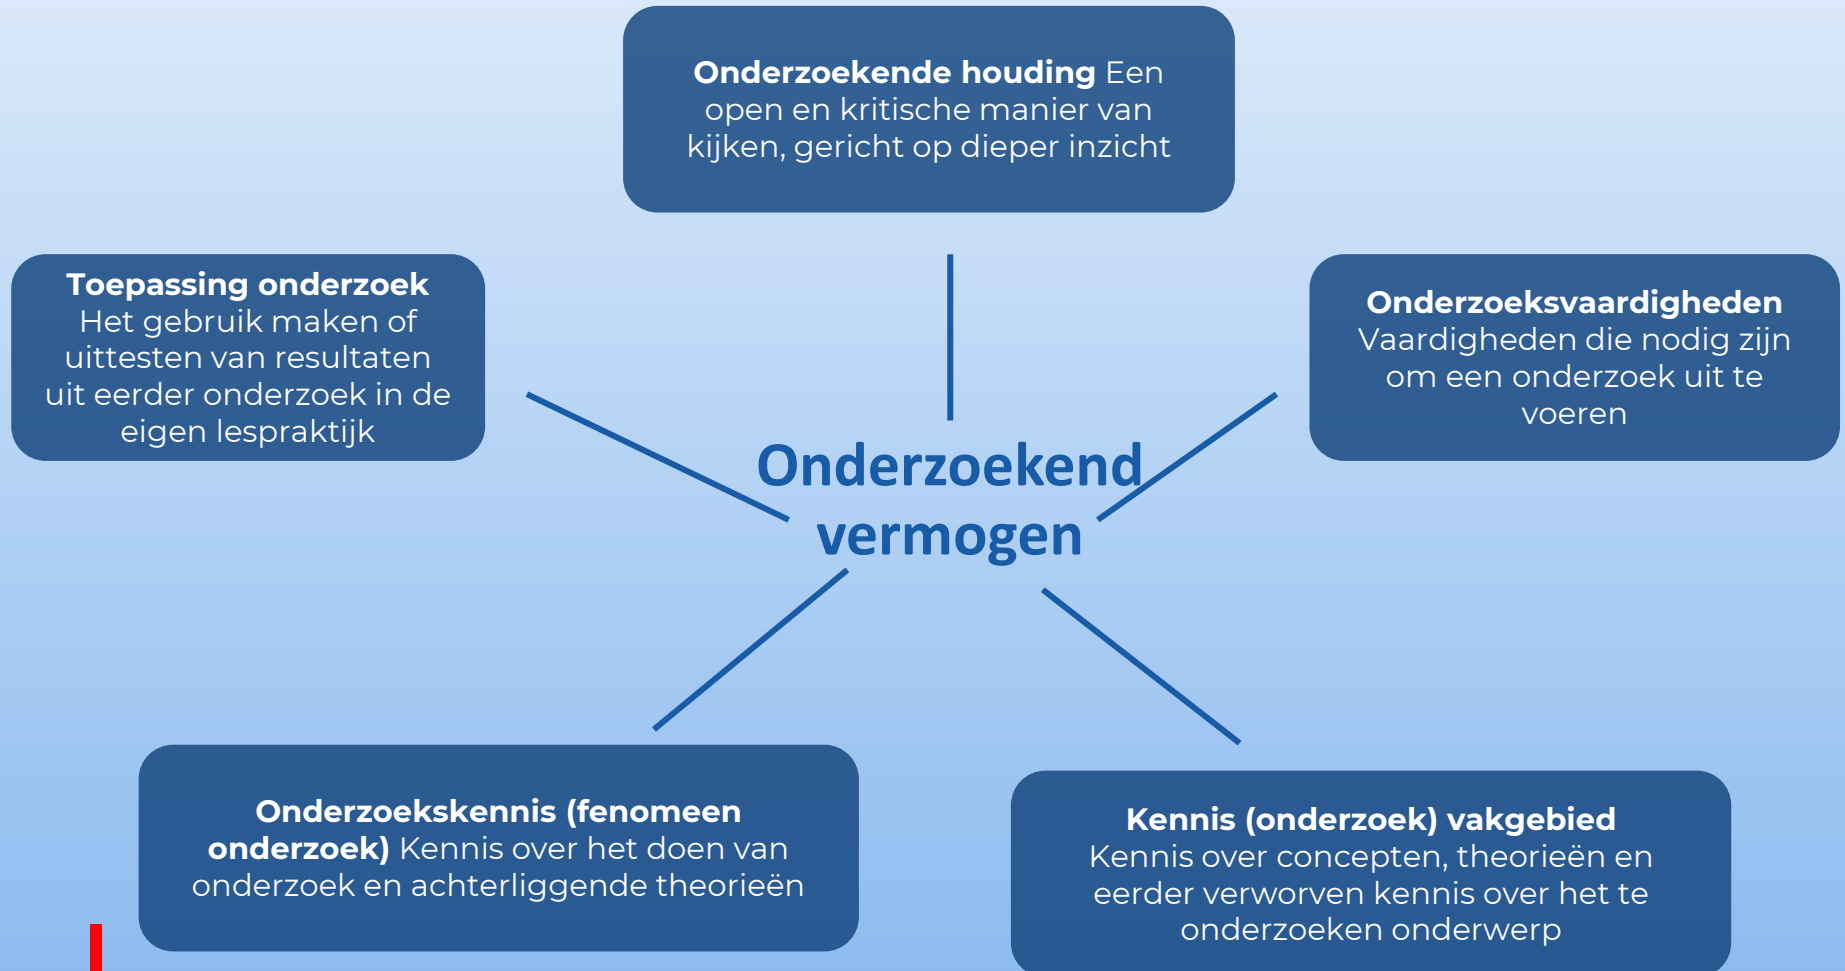 Onderzoekende houding Een
open en kritische manier van
kijken, gericht op dieper inzicht
Toepassing onderzoek
Het gebruik maken of
uittesten van resultaten
uit eerder onderzoek in de
eigen lespraktijk
Onderzoeksvaardigheden
Vaardigheden die nodig zijn
om een onderzoek uit te
voeren
Onderzoekend
vermogen
Onderzoekskennis (fenomeen
onderzoek) Kennis over het doen van
onderzoek en achterliggende theorieën
Kennis (onderzoek) vakgebied
Kennis over concepten, theorieën en
eerder verworven kennis over het te
onderzoeken onderwerp